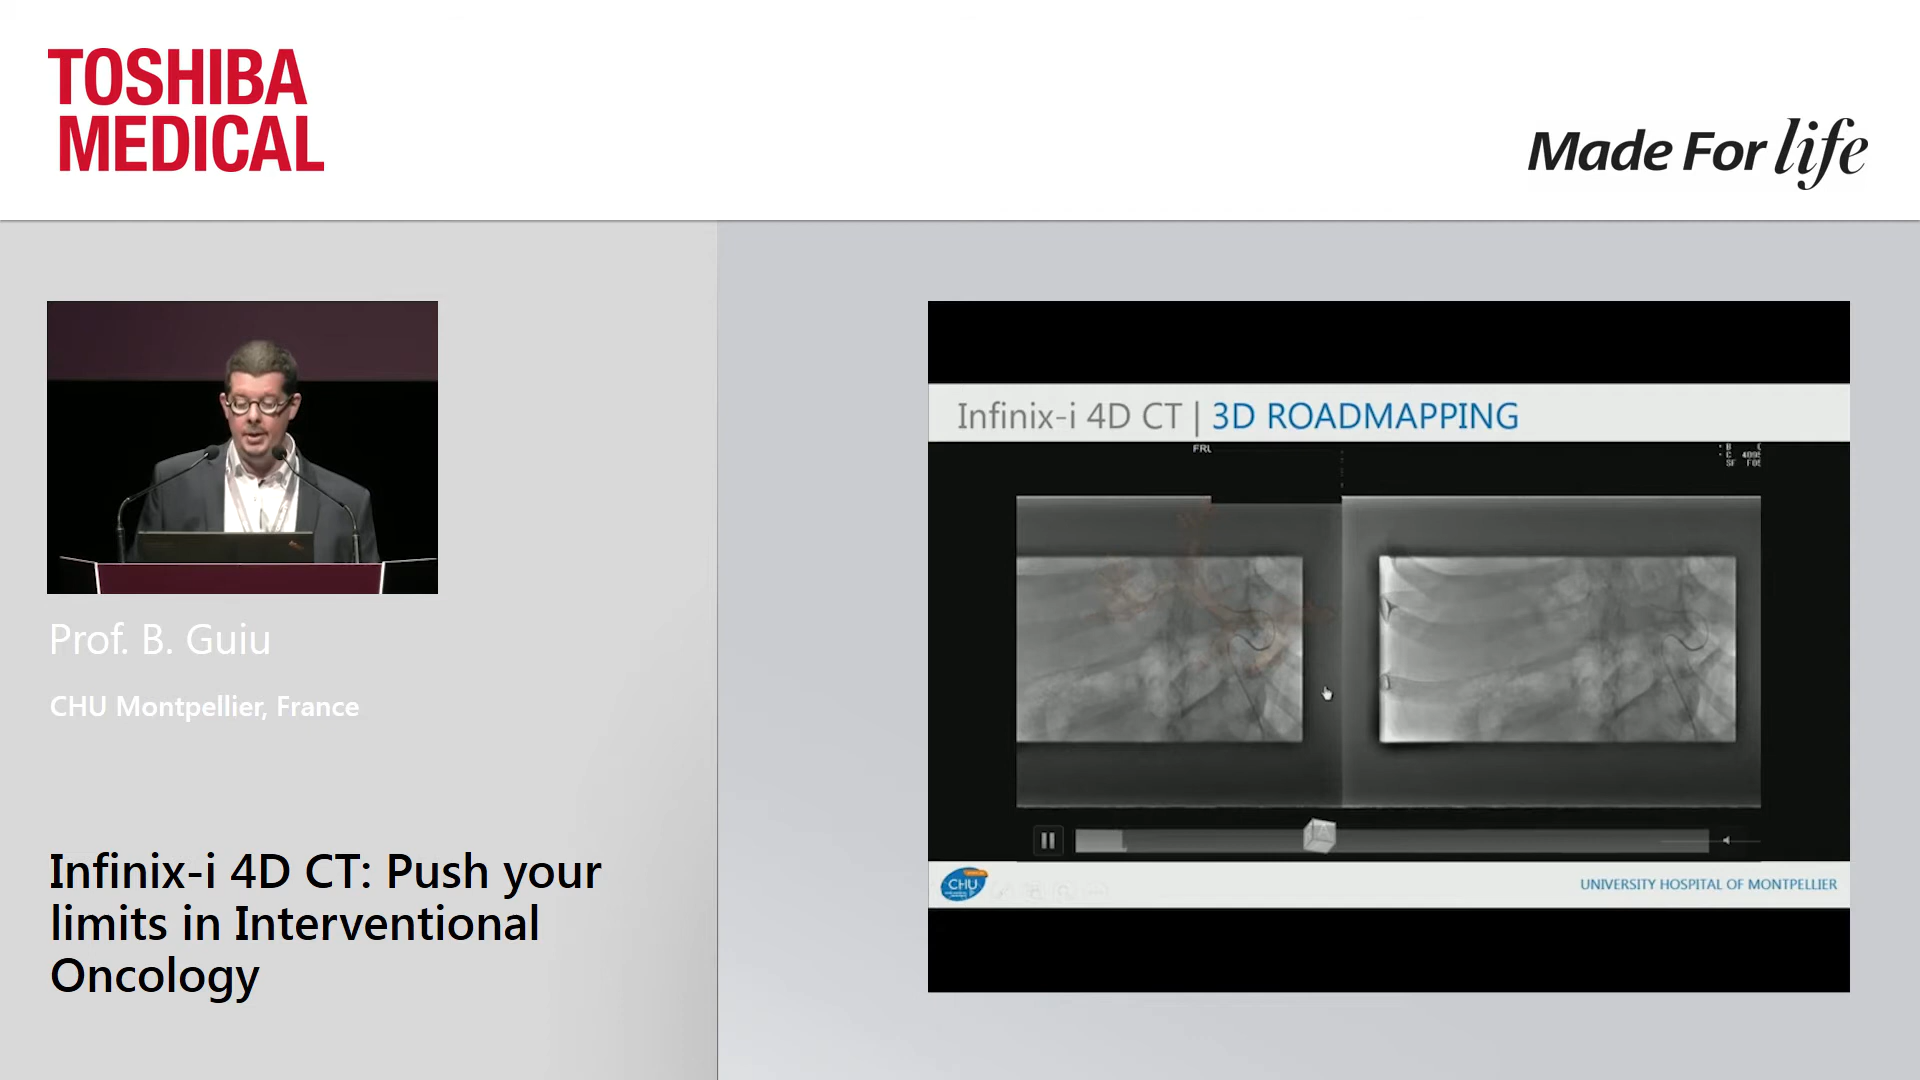 TOSHIBA
MEDICAL
Made For life
Prof. B. Guiu
CHU Montpellier, France
Infinix-i 4D CT: Push your
limits in Interventional
Oncology
Infinix-i 4D CT | 3D ROADMAPPING
CHU
UNIVERSITY HOSPITAL OF MONTPELLIER